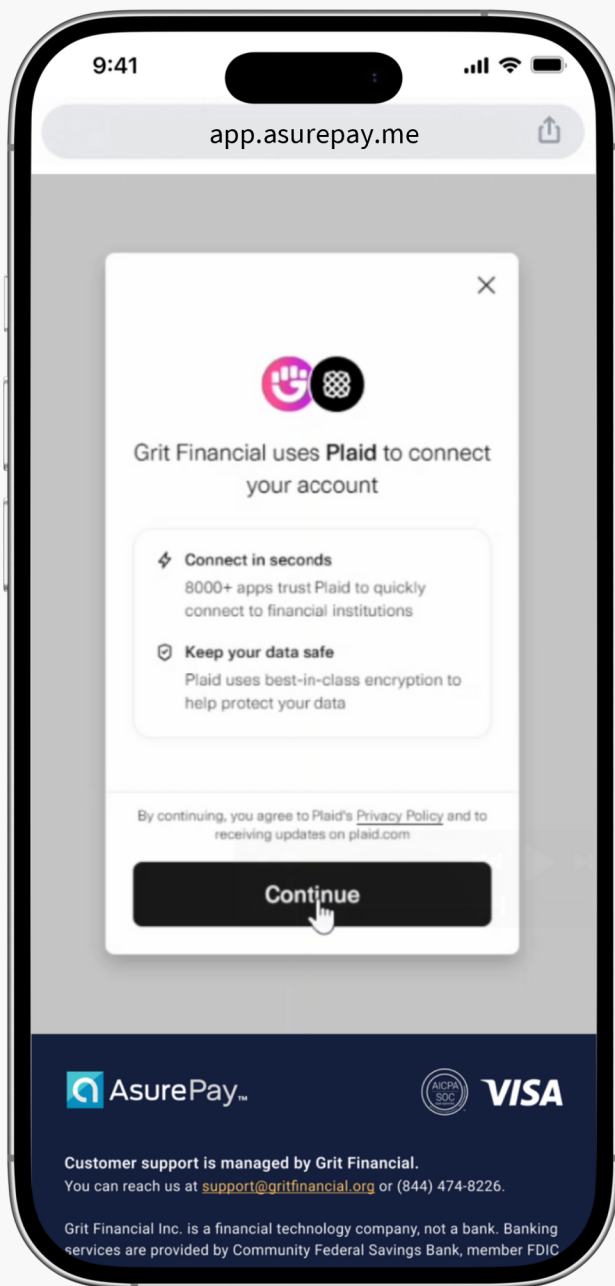 9:41
app.asurepay.me
Grit Financial uses Plaid to connect
your account
Connect in seconds
8000+ apps trust Plaid to quickly
connect to financial institutions
Keep your data safe
Plaid uses best-in-class encryption to
help protect your data
By continuing, you agree to Plaid's Privacy Policy and to
receiving updates on plaid.com
Continue
AsurePay™
AICPA
SOC
VISA
Customer support is managed by Grit Financial.
You can reach us at support@gritfinancial.org or (844) 474-8226.
Grit Financial Inc. is a financial technology company, not a bank. Banking
services are provided by Community Federal Savings Bank, member FDIC